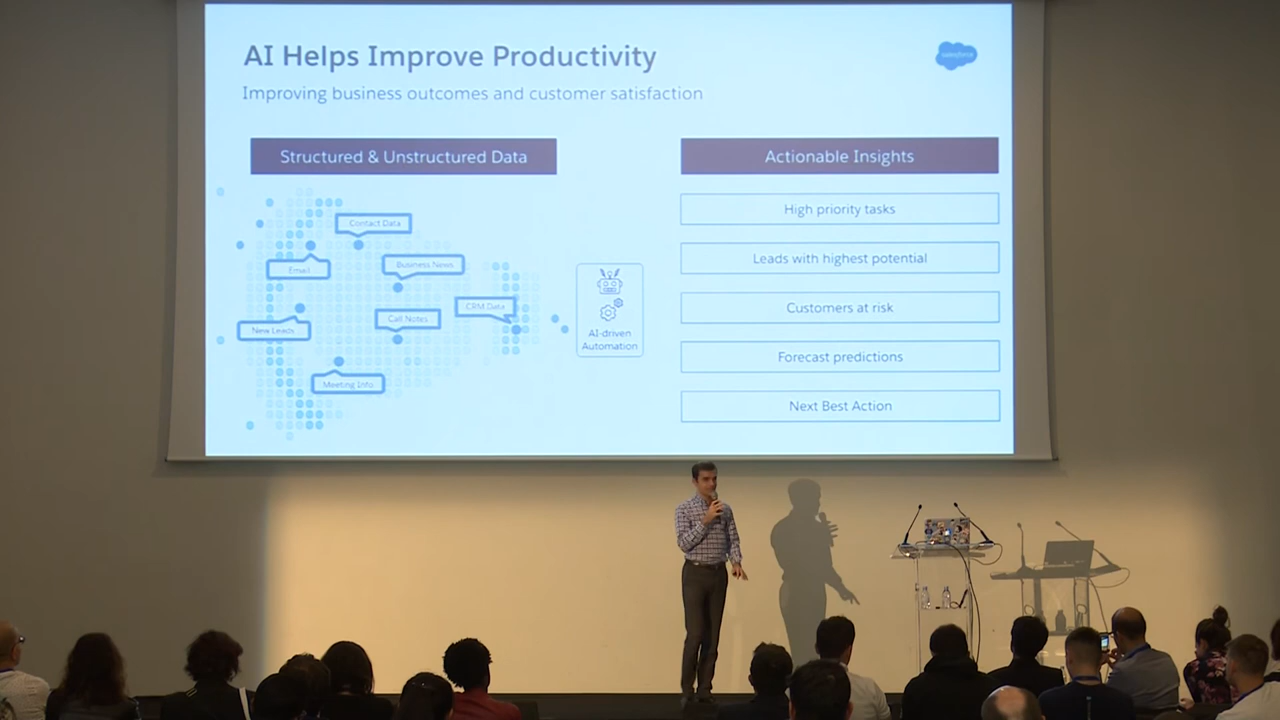 AI Helps Improve Productivity
salesforce
Improving business outcomes and customer satisfaction
Structured & Unstructured Data
Contact Data
Email
Business News
CRM Data
New Leads
Call Notes
Meeting Info
AI-driven
Automation
Actionable Insights
High priority tasks
Leads with highest potential
Customers at risk
Forecast predictions
Next Best Action